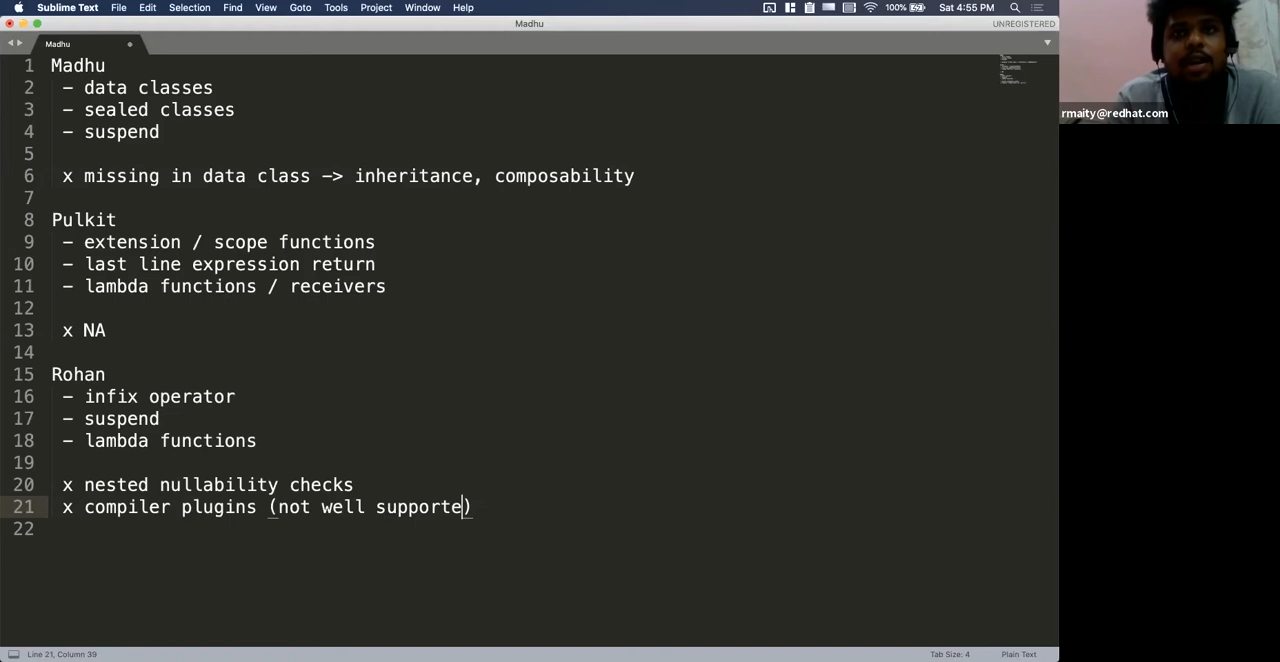 Sublime Text File Edit Selection Find View Goto Tools Project Window Help 100% Sat 4:55 PM
Madhu UNREGISTERED
Madhu
1 Madhu
2 - data classes
3 - sealed classes
4 - suspend
5
6 x missing in data class -> inheritance, composability
7
8 Pulkit
9 - extension / scope functions
10 - last line expression return
11 - lambda functions / receivers
12
13 x NA
14
15 Rohan
16 - infix operator
17 - suspend
18 - lambda functions
19
20 x nested nullability checks
21 x compiler plugins (not well supporte)
22
Line 21, Column 39 Tab Size: 4 Plain Text
rmaity@redhat.com